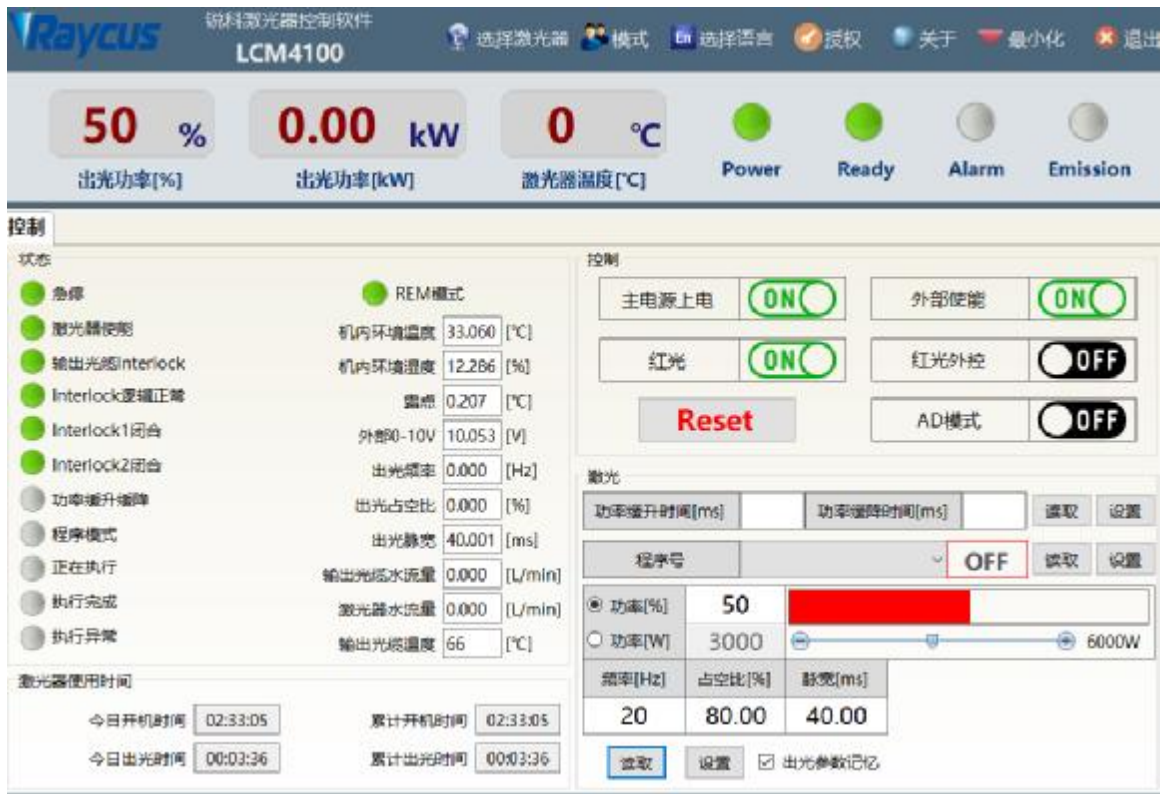 Raycus
锐科激光器控制软件
LCM4100
选择激光器 模式 En 选择语言 授权 关于 最小化 退出
50 % 0.00 kW 0 ℃
出光功率[%] 出光功率[kW] 激光器温度[℃] Power Ready Alarm Emission
控制
状态
急停 REM模式
激光器使能 机内环境温度 33.060 [℃]
输出光缆Interlock 机内环境湿度 12.286 [%]
Interlock逻辑正常 露点 0.207 [℃]
Interlock1闭合 外部0-10V 10.053 [V]
Interlock2闭合 出光频率 0.000 [Hz]
功率缓升缓降 出光占空比 0.000 [%]
程序模式 出光脉宽 40.001 [ms]
正在执行 输出光缆水流量 0.000 [L/min]
执行完成 激光器水流量 0.000 [L/min]
执行异常 输出光缆温度 66 [℃]
激光器使用时间
今日开机时间 02:33:05 累计开机时间 02:33:05
今日出光时间 00:03:36 累计出光时间 00:03:36
控制
主电源上电 ON 外部使能 ON
红光 ON 红光外控 OFF
Reset AD模式 OFF
激光
功率缓升时间[ms] 功率缓降时间[ms] 读取 设置
程序号 OFF 读取 设置
功率[%] 50
功率[W] 3000 6000W
频率[Hz] 占空比[%] 脉宽[ms]
20 80.00 40.00
读取 设置 出光参数记忆